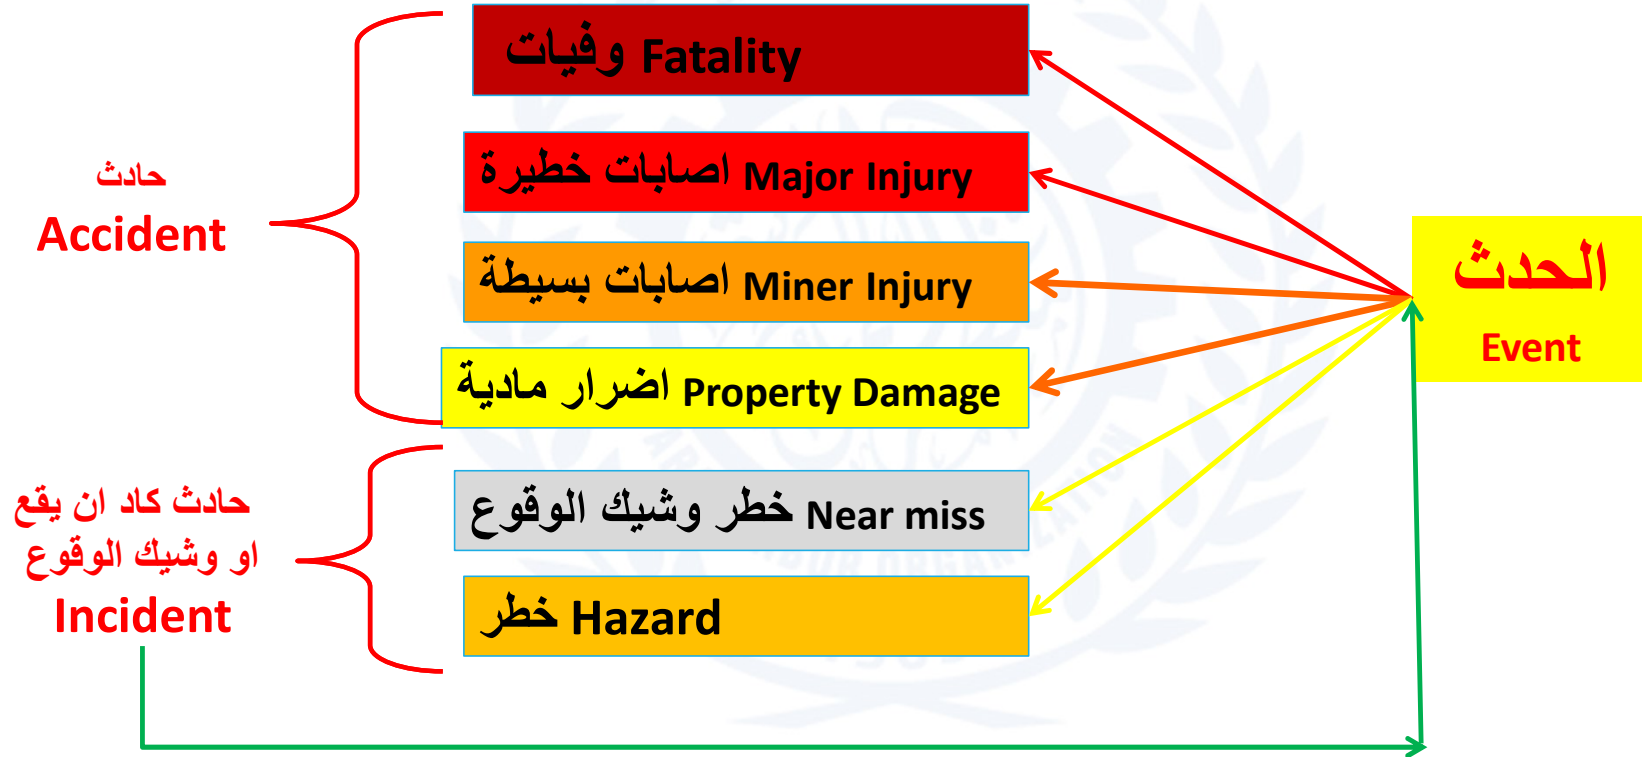 وفيات Fatality
اصابات خطيرة Major Injury
حادث
Accident
اصابات بسيطة Miner Injury
اضرار مادية Property Damage
الحدث
Event
حادث كاد ان يقع
او وشيك الوقوع
Incident
خطر وشيك الوقوع Near miss
خطر Hazard